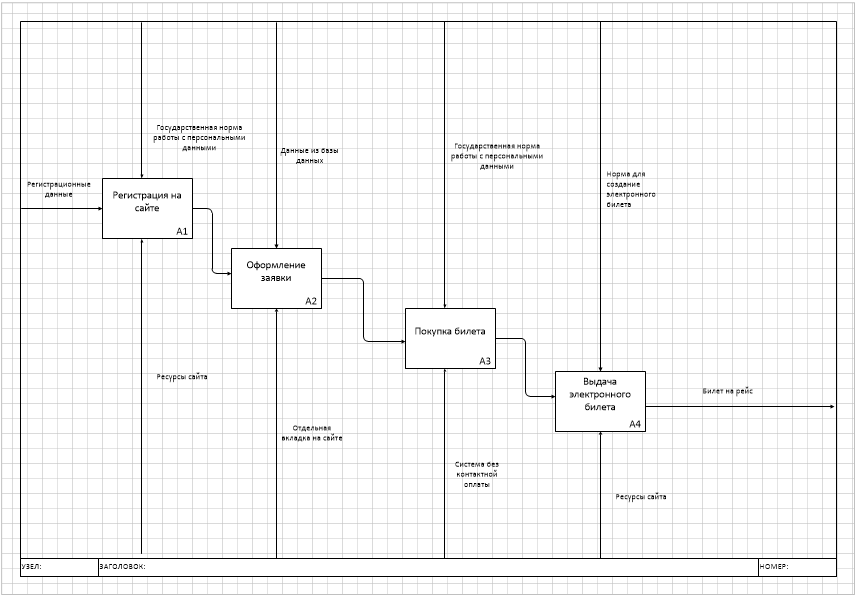 Государственная норма
работы с персональными
данными
Данные из базы
данных
Государственная норма
работы с персональными
данными
Норма для
создание
электронного
билета
Регистрационные
данные
Регистрация на
сайте
A1
Оформление
заявки
A2
Покупка билета
A3
Выдача
электронного
билета
A4
Билет на рейс
Ресурсы сайта
Отдельная
вкладка на сайте
Система без
контактной
оплаты
Ресурсы сайта
УЗЕЛ:
ЗАГОЛОВОК:
НОМЕР: